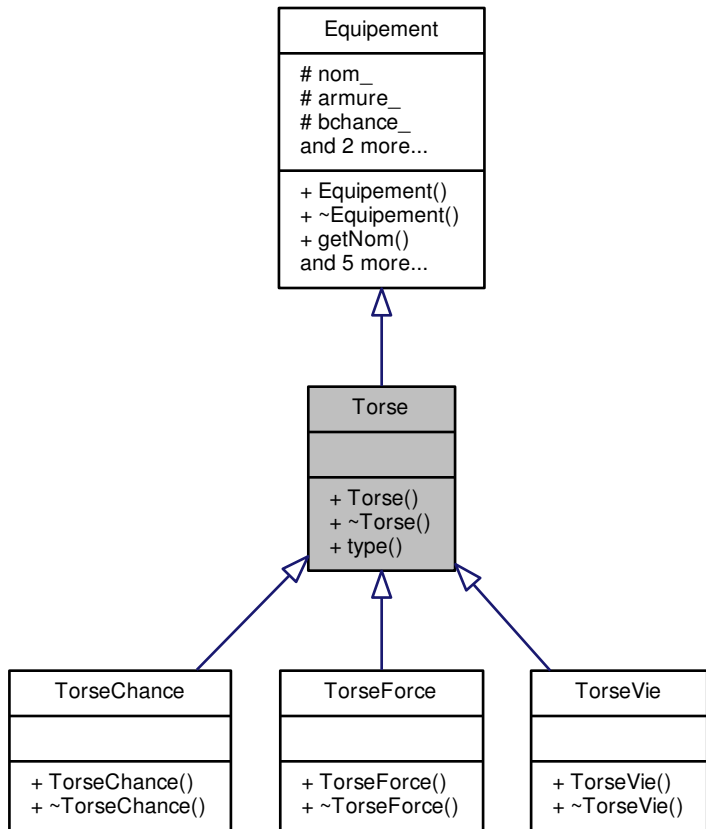 Equipement
# nom_
# armure_
# bchance_
and 2 more...
+ Equipement()
+ ~Equipement()
+ getNom()
and 5 more...
Torse
+ Torse()
+ ~Torse()
+ type()
TorseChance
+ TorseChance()
+ ~TorseChance()
TorseForce
+ TorseForce()
+ ~TorseForce()
TorseVie
+ TorseVie()
+ ~TorseVie()